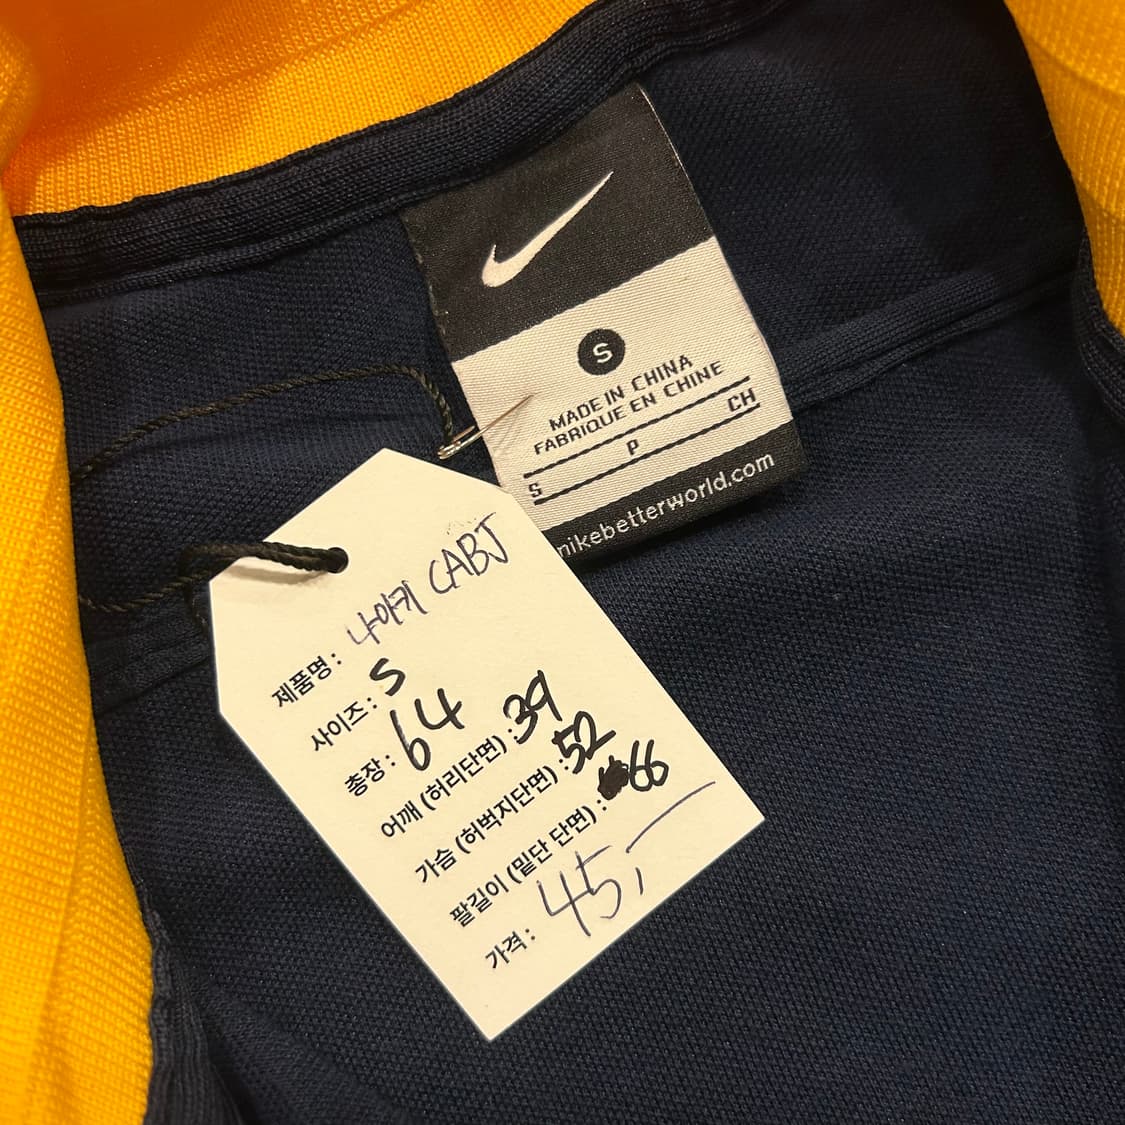 S
MADE IN CHINA
FABRIQUE EN CHINE
S P CH
nikebetterworld.com
제품명: 나이키 CABJ
사이즈: S
총장: 64
어깨 (허리단면) : 39
가슴 (허벅지단면) : 52
팔길이 (밑단 단면) : 66
가격: 45,-